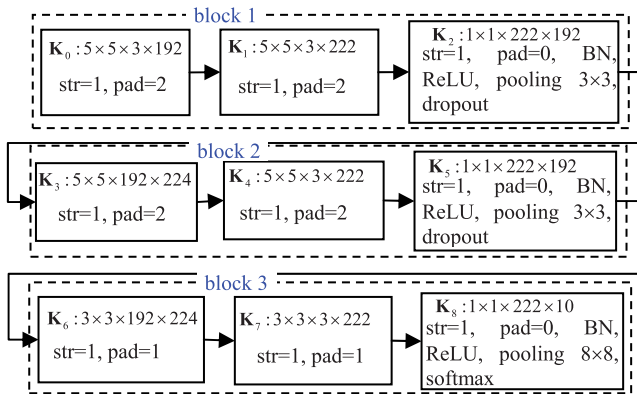 block 1
K₀ : 5×5×3×192
str=1, pad=2
K₁ : 5×5×3×222
str=1, pad=2
K₂ : 1×1×222×192
str=1, pad=0, BN,
ReLU, pooling 3×3,
dropout
block 2
K₃ : 5×5×192×224
str=1, pad=2
K₄ : 5×5×3×222
str=1, pad=2
K₅ : 1×1×222×192
str=1, pad=0, BN,
ReLU, pooling 3×3,
dropout
block 3
K₆ : 3×3×192×224
str=1, pad=1
K₇ : 3×3×3×222
str=1, pad=1
K₈ : 1×1×222×10
str=1, pad=0, BN,
ReLU, pooling 8×8,
softmax